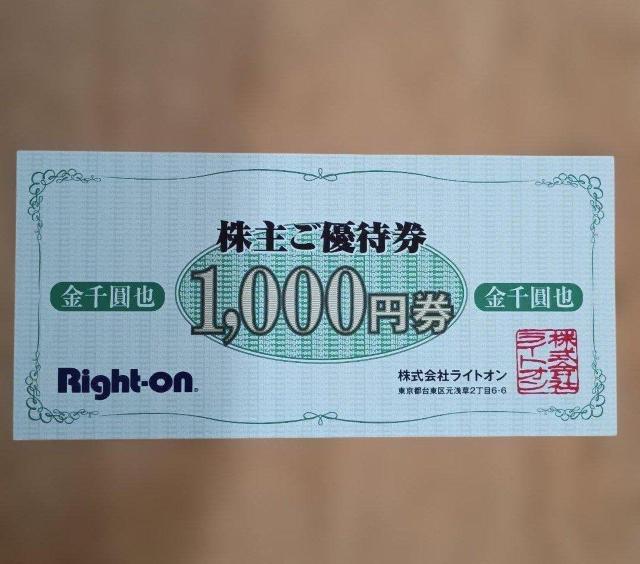 株主ご優待券
金千圓也
1,000円券
金千圓也
Right-on®
株式会社ライトオン
東京都台東区元浅草2丁目6-6
株式会社
ライトオン